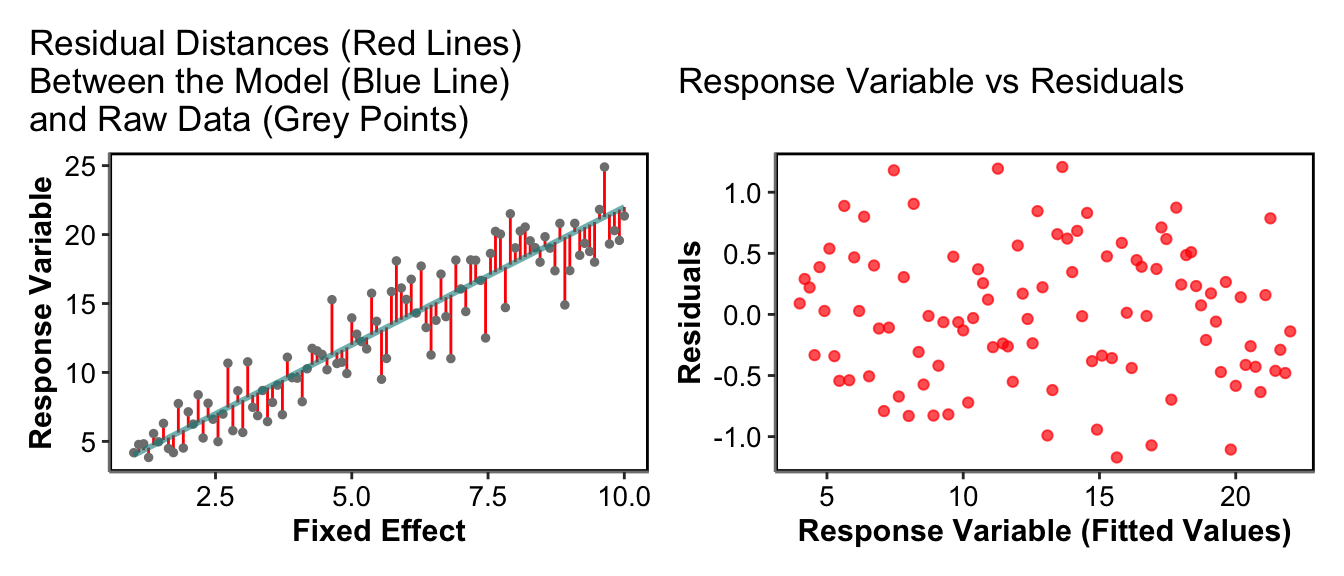 Residual Distances (Red Lines)
Between the Model (Blue Line)
and Raw Data (Grey Points)
Response Variable
25
20
15
10
5
2.5
5.0
7.5
10.0
Fixed Effect
Response Variable vs Residuals
Residuals
1.0
0.5
0.0
-0.5
-1.0
5
10
15
20
Response Variable (Fitted Values)